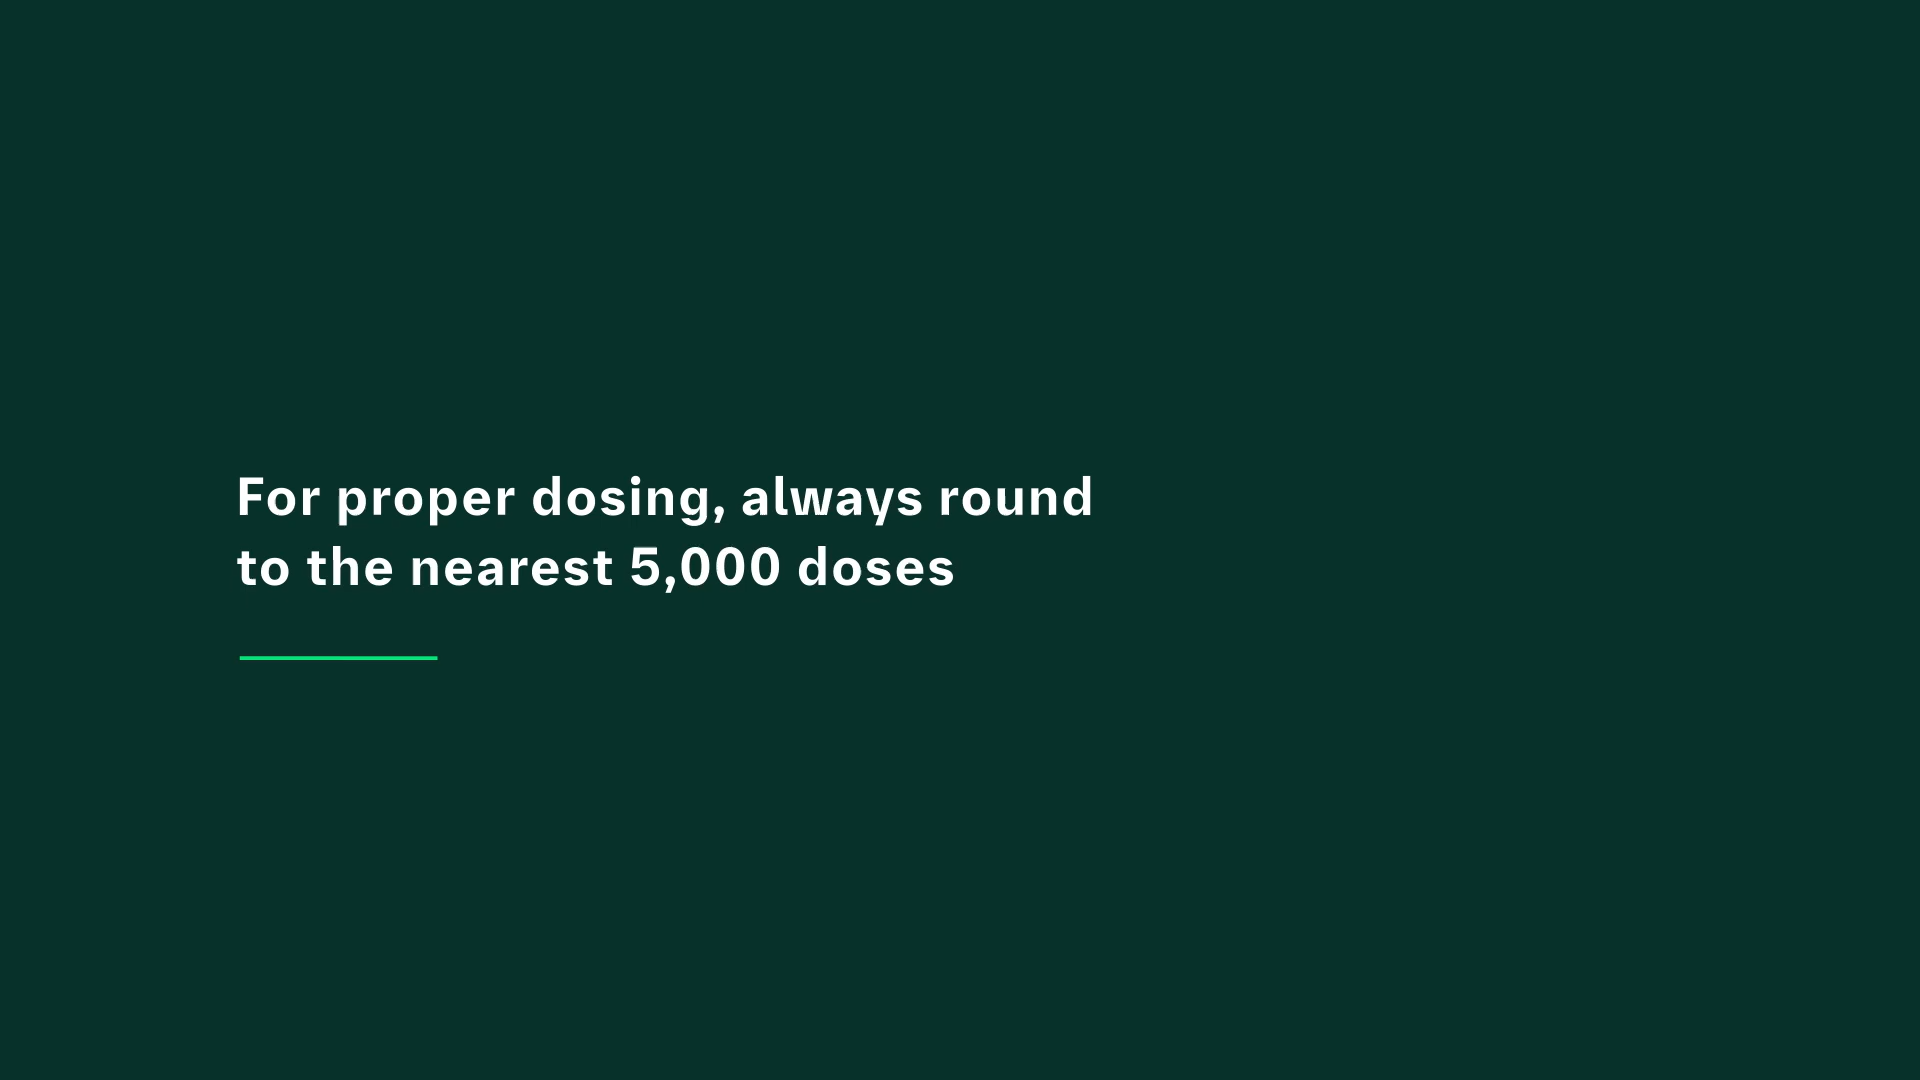 For proper dosing, always round
to the nearest 5,000 doses